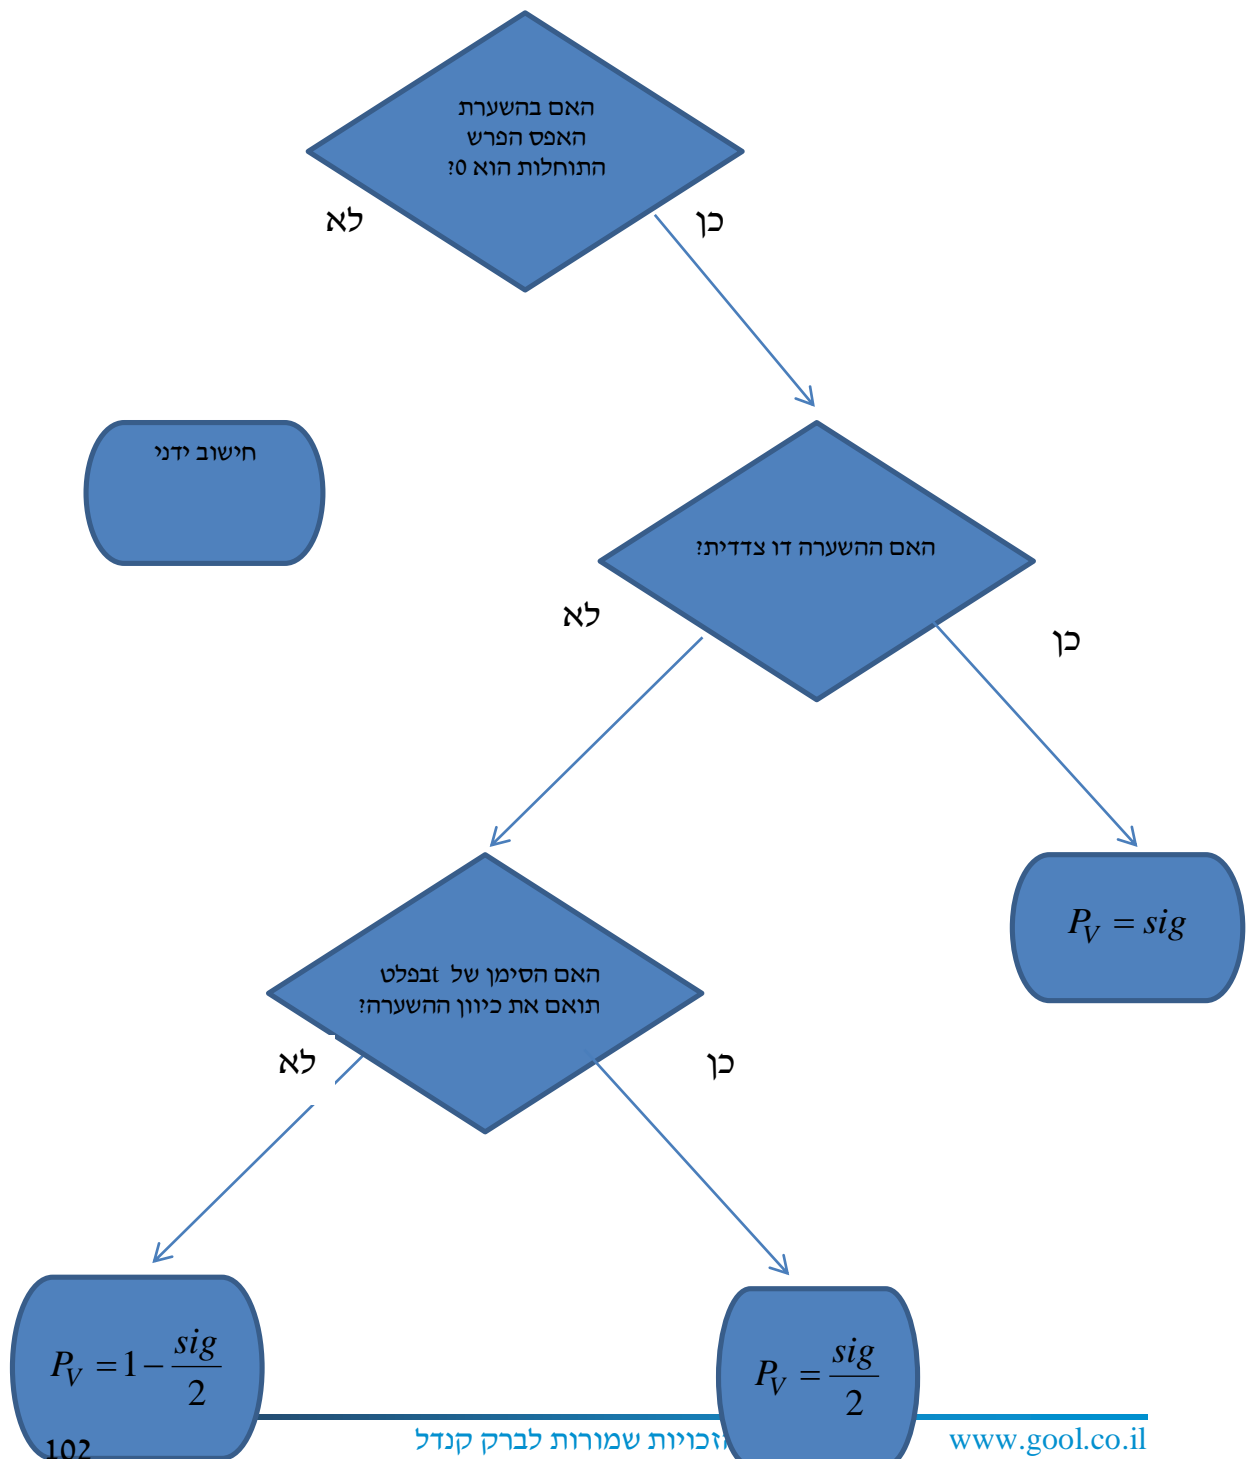 האם בהשערת
האפס הפרש
התוחלות הוא 0?
לא
כן
חישוב ידני
האם ההשערה דו צדדית?
לא
כן
P_V = sig
האם הסימן של tבפלט
תואם את כיוון ההשערה?
לא
כן
P_V = 1 - sig/2
P_V = sig/2
102
זכויות שמורות לברק קנדל
www.gool.co.il